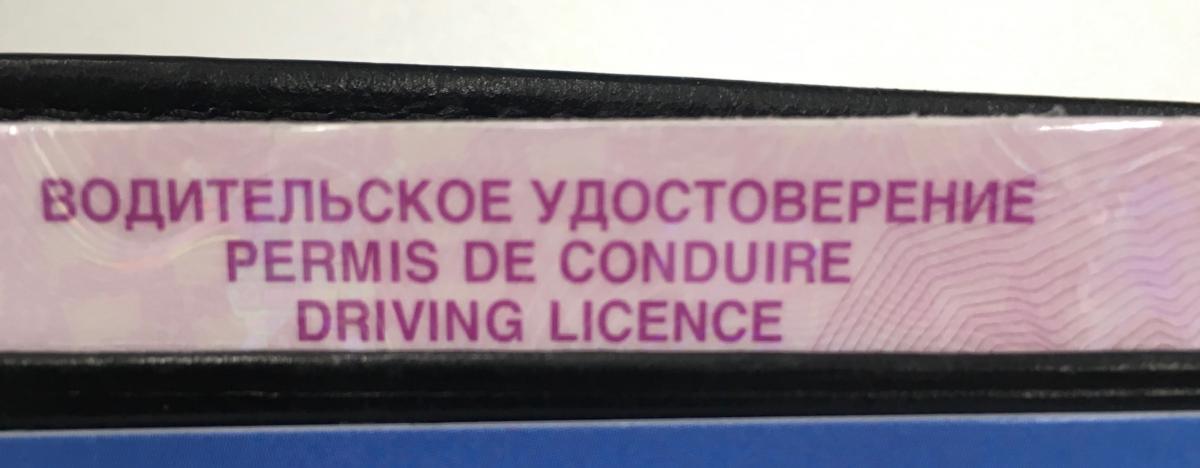 ВОДИТЕЛЬСКОЕ УДОСТОВЕРЕНИЕ
PERMIS DE CONDUIRE
DRIVING LICENCE